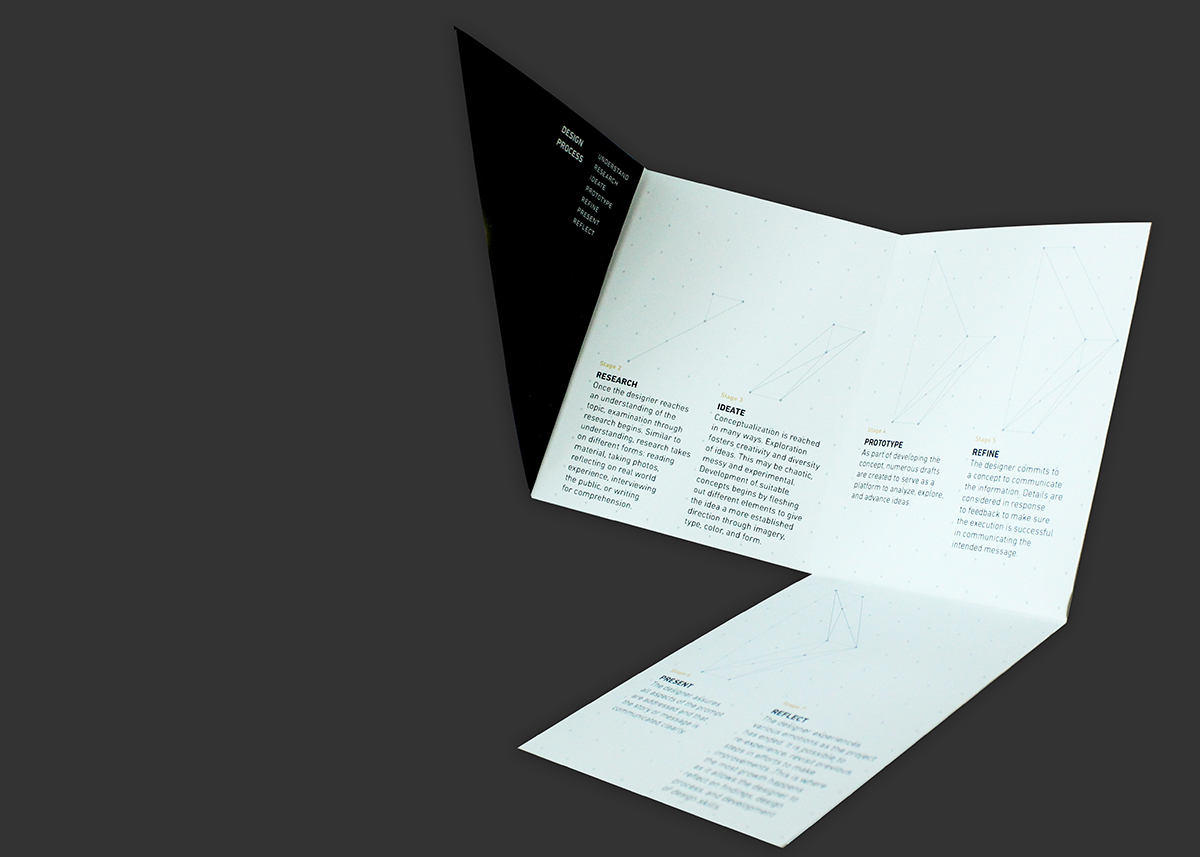 DESIGN
PROCESS
UNDERSTAND
RESEARCH
IDEATE
PROTOTYPE
REFINE
PRESENT
REFLECT
Stage 2
RESEARCH
Once the designer reaches
an understanding of the
topic, examination through
research begins. Similar to
understanding, research takes
on different forms; reading
material, taking photos,
reflecting on real world
experience, interviewing
the public, or writing
for comprehension.
Stage 3
IDEATE
Conceptualization is reached
in many ways. Exploration
fosters creativity and diversity
of ideas. This may be chaotic,
messy and experimental.
Development of suitable
concepts begins by fleshing
out different elements to give
the idea a more established
direction through imagery,
type, color, and form.
Stage 4
PROTOTYPE
As part of developing the
concept, numerous drafts
are created to serve as a
platform to analyze, explore,
and advance ideas.
Stage 5
REFINE
The designer commits to
a concept to communicate
the information. Details are
considered in response
to feedback to make sure
the execution is successful
in communicating the
intended message.
Stage 6
PRESENT
The designer assures
all aspects of the prompt
are addressed and that
the story or message is
communicated clearly.
Stage 7
REFLECT
The designer experiences
various emotions as the project
has ended. It is possible to
re-experience, revisit previous
steps in efforts to make
improvements. This is where
the most growth happens
as it allows the designer to
reflect on findings, design
process, and development
of design skills.